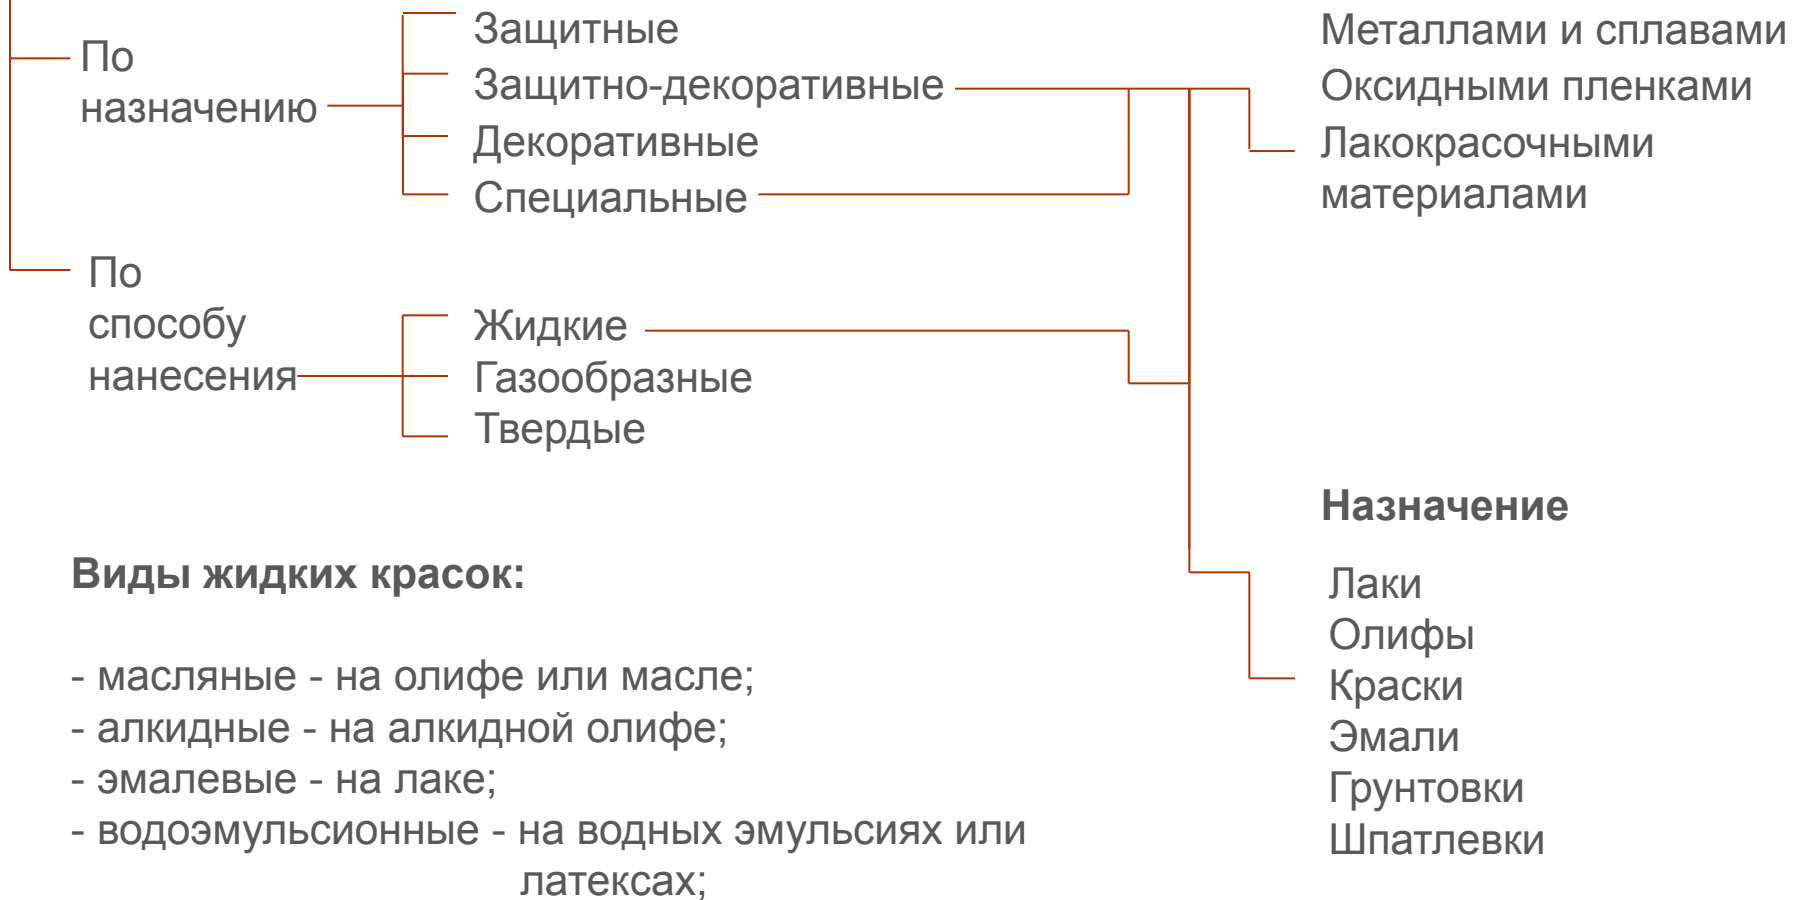 По
назначению
Защитные
Защитно-декоративные
Декоративные
Специальные
Металлами и сплавами
Оксидными пленками
Лакокрасочными
материалами
По
способу
нанесения
Жидкие
Газообразные
Твердые
Назначение
Лаки
Олифы
Краски
Эмали
Грунтовки
Шпатлевки
Виды жидких красок:
- масляные - на олифе или масле;
- алкидные - на алкидной олифе;
- эмалевые - на лаке;
- водоэмульсионные - на водных эмульсиях или
латексах;